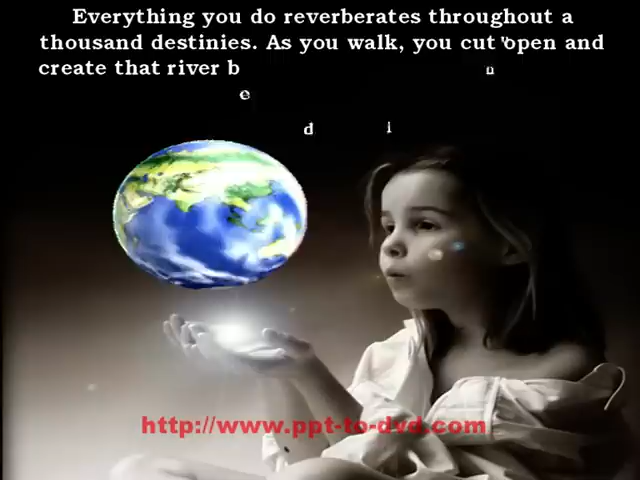 Everything you do reverberates throughout a
thousand destinies. As you walk, you cut open and
create that river b
e
d
i
n
http://www.ppt-to-dvd.com